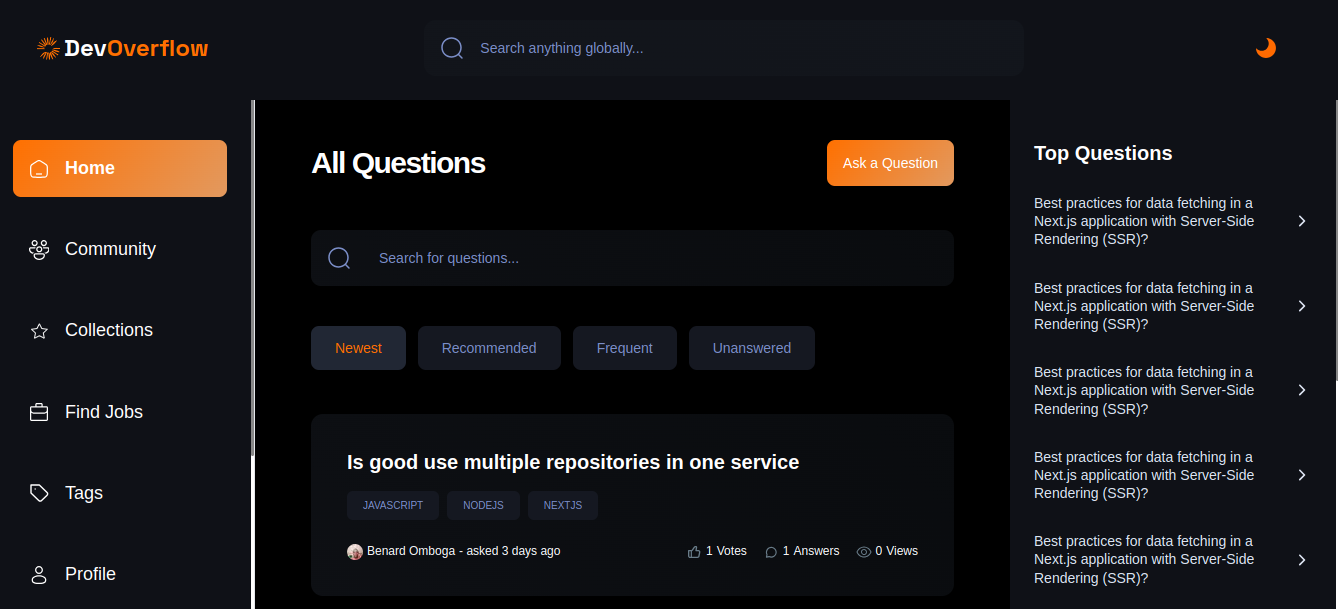 DevOverflow
Search anything globally...
Home
Community
Collections
Find Jobs
Tags
Profile
All Questions
Ask a Question
Search for questions...
Newest
Recommended
Frequent
Unanswered
Is good use multiple repositories in one service
JAVASCRIPT
NODEJS
NEXTJS
Benard Omboga - asked 3 days ago
1 Votes
1 Answers
0 Views
Top Questions
Best practices for data fetching in a
Next.js application with Server-Side
Rendering (SSR)?
Best practices for data fetching in a
Next.js application with Server-Side
Rendering (SSR)?
Best practices for data fetching in a
Next.js application with Server-Side
Rendering (SSR)?
Best practices for data fetching in a
Next.js application with Server-Side
Rendering (SSR)?
Best practices for data fetching in a
Next.js application with Server-Side
Rendering (SSR)?